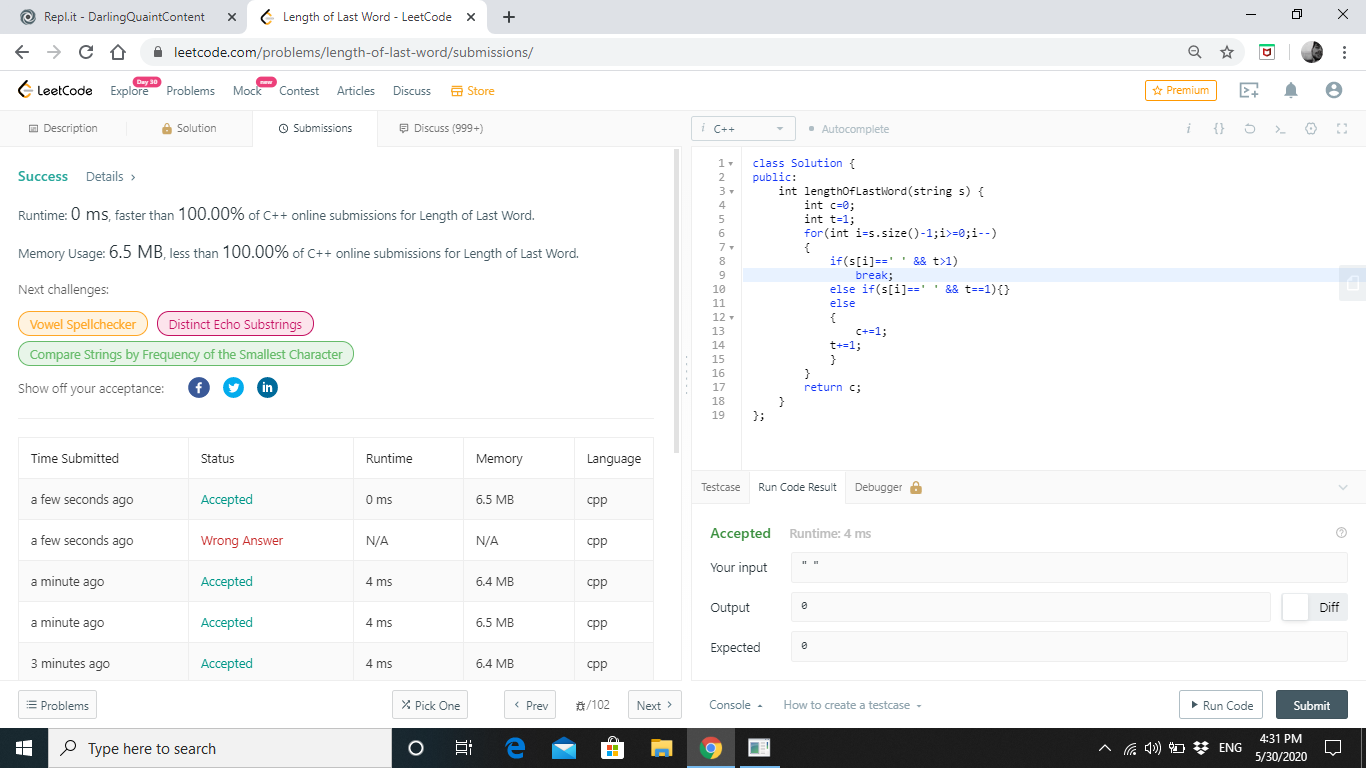 Repl.it - DarlingQuaintContent
Length of Last Word - LeetCode
leetcode.com/problems/length-of-last-word/submissions/
LeetCode Explore Day 30 Problems Mock new Contest Articles Discuss Store Premium
Description Solution Submissions Discuss (999+)
Success Details ›
Runtime: 0 ms, faster than 100.00% of C++ online submissions for Length of Last Word.
Memory Usage: 6.5 MB, less than 100.00% of C++ online submissions for Length of Last Word.
Next challenges:
Vowel Spellchecker Distinct Echo Substrings
Compare Strings by Frequency of the Smallest Character
Show off your acceptance:
Time Submitted Status Runtime Memory Language
a few seconds ago Accepted 0 ms 6.5 MB cpp
a few seconds ago Wrong Answer N/A N/A cpp
a minute ago Accepted 4 ms 6.4 MB cpp
a minute ago Accepted 4 ms 6.5 MB cpp
3 minutes ago Accepted 4 ms 6.4 MB cpp
Problems Pick One ‹ Prev /102 Next ›
i C++ Autocomplete
1 class Solution {
2 public:
3 int lengthOfLastWord(string s) {
4 int c=0;
5 int t=1;
6 for(int i=s.size()-1;i>=0;i--)
7 {
8 if(s[i]==' ' && t>1)
9 break;
10 else if(s[i]==' ' && t==1){}
11 else
12 {
13 c+=1;
14 t+=1;
15 }
16 }
17 return c;
18 }
19 };
Testcase Run Code Result Debugger
Accepted Runtime: 4 ms
Your input " "
Output 0 Diff
Expected 0
Console How to create a testcase Run Code Submit
Type here to search
ENG
4:31 PM
5/30/2020